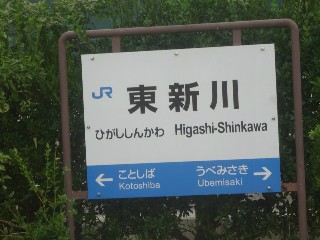 JR 東新川
ひがししんかわ Higashi-Shinkawa
ことしば うべみさき
← Kotoshiba Ubemisaki →